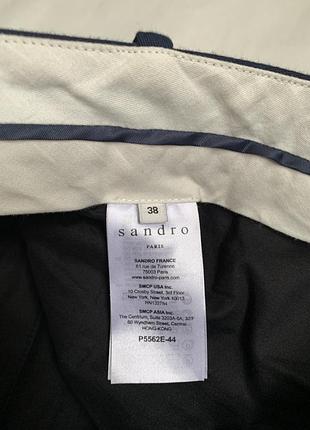 38
sandro
PARIS
SANDRO FRANCE
61 rue de Turenne
75003 Paris
www.sandro-paris.com
SMCP USA Inc.
10 Crosby Street, 3rd Floor
New York, New York 10013
SMCP ASIA Inc.
The Centrium, Suite 3203A-5A, 32/F
60 Wyndham Street, Central
HONG-KONG
P5562E-44